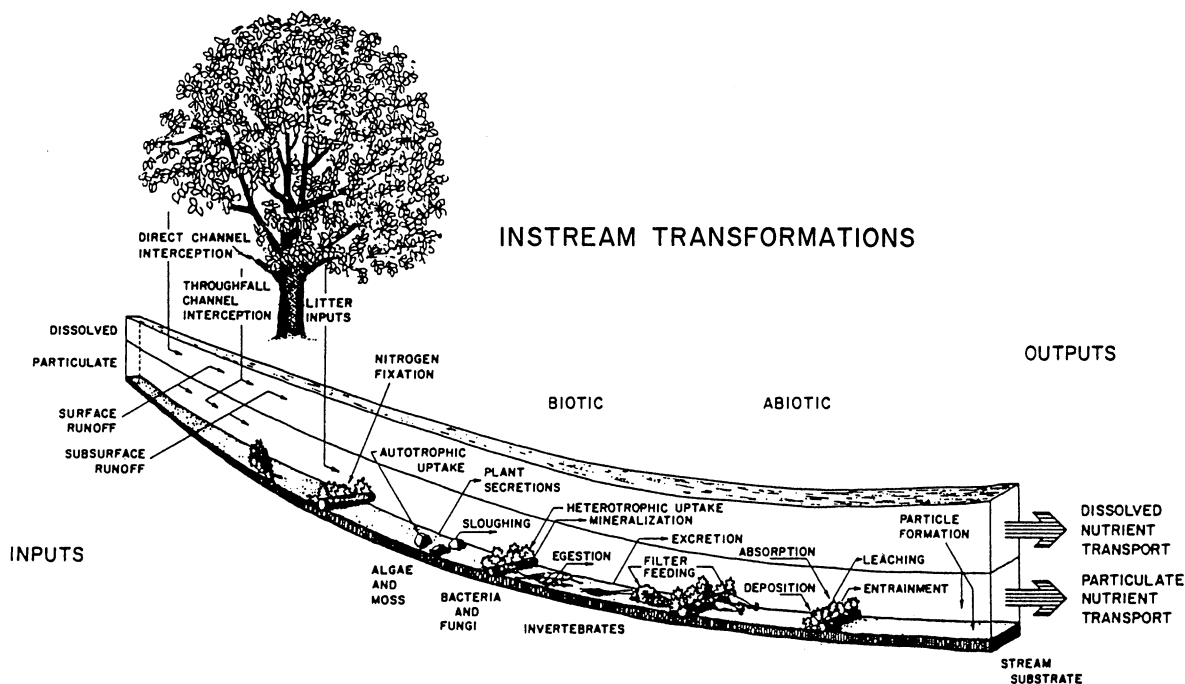 INSTREAM TRANSFORMATIONS
DIRECT CHANNEL
INTERCEPTION
THROUGHFALL
CHANNEL
INTERCEPTION
LITTER
INPUTS
DISSOLVED
PARTICULATE
SURFACE
RUNOFF
SUBSURFACE
RUNOFF
INPUTS
NITROGEN
FIXATION
BIOTIC
ABIOTIC
OUTPUTS
AUTOTROPHIC
UPTAKE
PLANT
SECRETIONS
SLOUGHING
HETEROTROPHIC UPTAKE
MINERALIZATION
EGESTION
EXCRETION
FILTER
FEEDING
ABSORPTION
DEPOSITION
LEACHING
ENTRAINMENT
PARTICLE
FORMATION
ALGAE
AND
MOSS
BACTERIA
AND
FUNGI
INVERTEBRATES
DISSOLVED
NUTRIENT
TRANSPORT
PARTICULATE
NUTRIENT
TRANSPORT
STREAM
SUBSTRATE